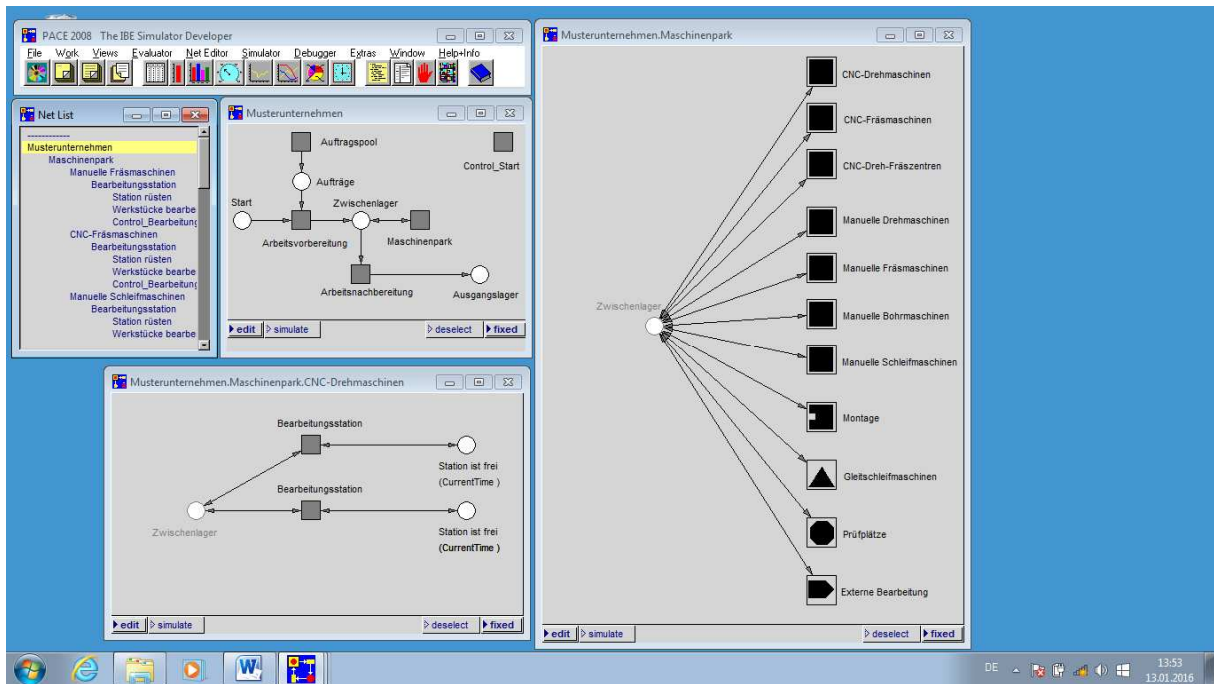 PACE 2008 The IBE Simulator Developer
File Work Views Evaluator Net Editor Simulator Debugger Extras Window Help+Info
Net List
------------
Musterunternehmen
Maschinenpark
Manuelle Fräsmaschinen
Bearbeitungsstation
Station rüsten
Werkstücke bearbe
Control_Bearbeitung
CNC-Fräsmaschinen
Bearbeitungsstation
Station rüsten
Werkstücke bearbe
Control_Bearbeitung
Manuelle Schleifmaschinen
Bearbeitungsstation
Station rüsten
Werkstücke bearbe
Musterunternehmen
Auftragspool
Control_Start
Aufträge
Start
Zwischenlager
Arbeitsvorbereitung
Maschinenpark
Arbeitsnachbereitung
Ausgangslager
edit simulate deselect fixed
Musterunternehmen.Maschinenpark.CNC-Drehmaschinen
Bearbeitungsstation
Station ist frei
(CurrentTime )
Bearbeitungsstation
Zwischenlager
Station ist frei
(CurrentTime )
edit simulate deselect fixed
Musterunternehmen.Maschinenpark
CNC-Drehmaschinen
CNC-Fräsmaschinen
CNC-Dreh-Fräszentren
Manuelle Drehmaschinen
Manuelle Fräsmaschinen
Zwischenlager
Manuelle Bohrmaschinen
Manuelle Schleifmaschinen
Montage
Gleitschleifmaschinen
Prüfplätze
Externe Bearbeitung
edit simulate deselect fixed
DE
13:53
13.01.2016